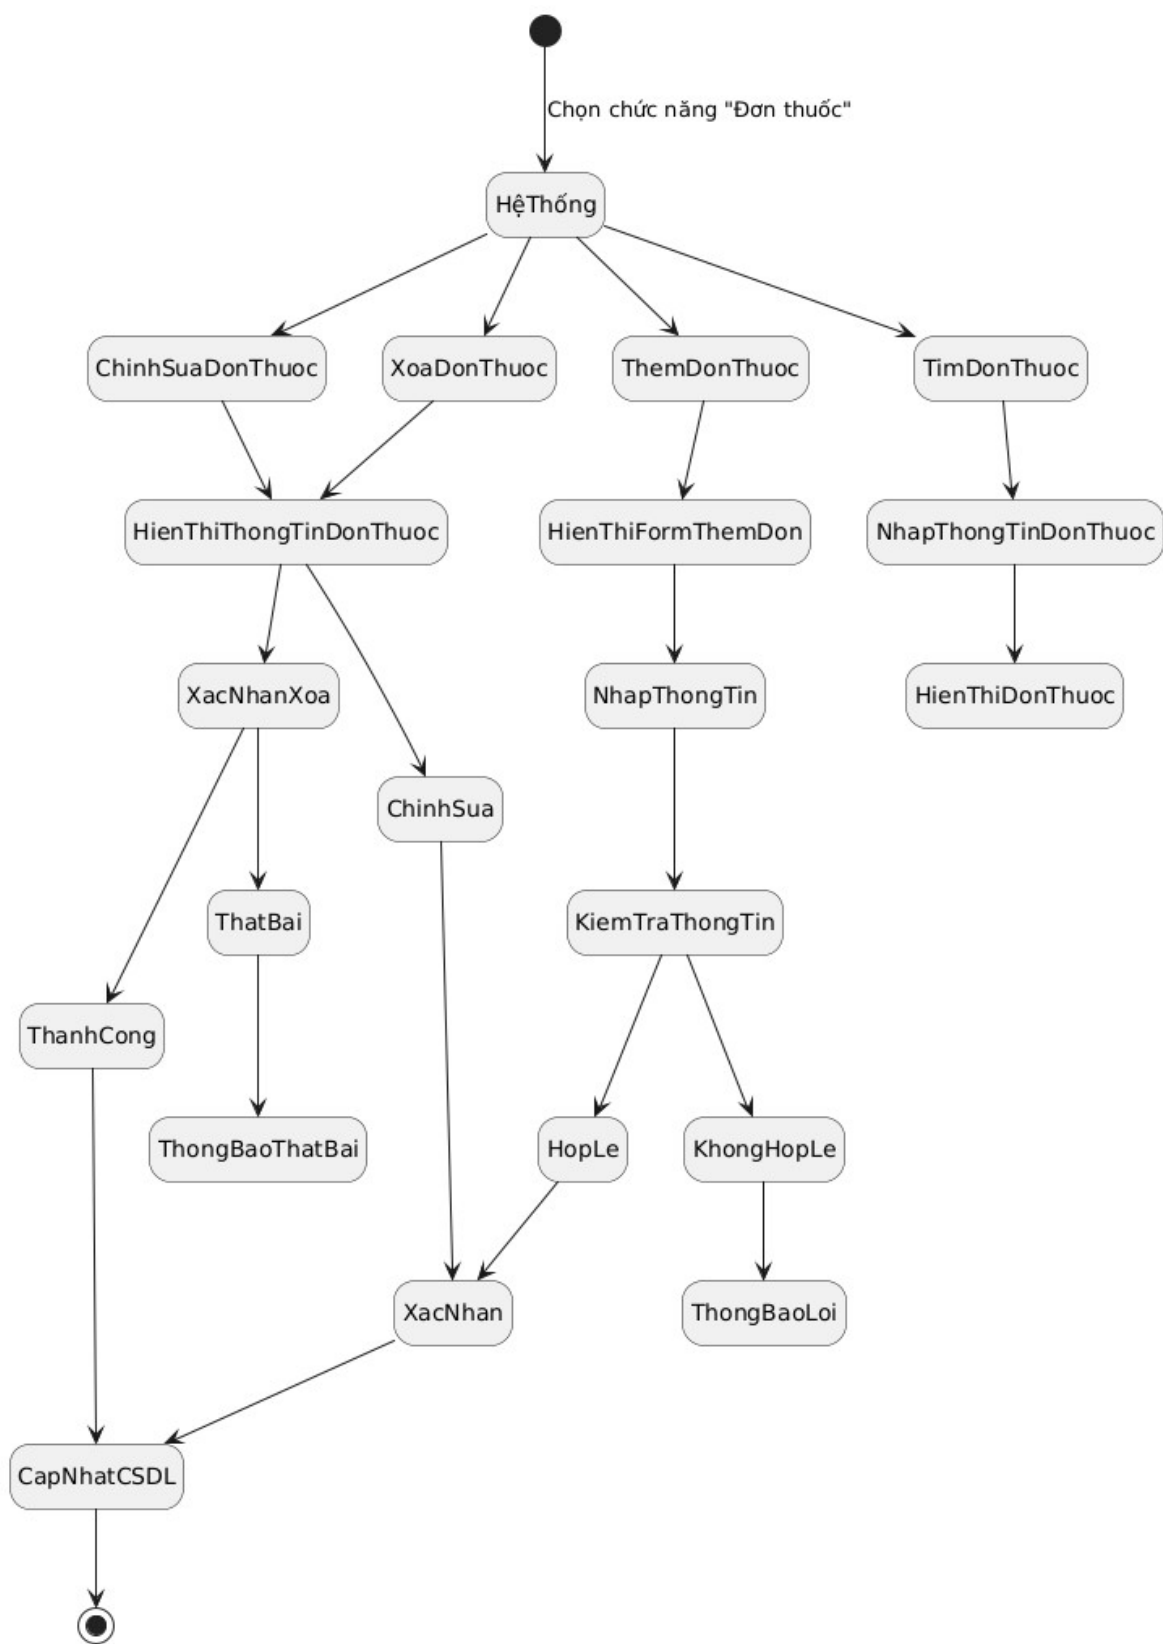 Chọn chức năng "Đơn thuốc"
HệThống
ChinhSuaDonThuoc
XoaDonThuoc
ThemDonThuoc
TimDonThuoc
HienThiThongTinDonThuoc
HienThiFormThemDon
NhapThongTinDonThuoc
XacNhanXoa
NhapThongTin
HienThiDonThuoc
ChinhSua
ThatBai
KiemTraThongTin
ThanhCong
ThongBaoThatBai
HopLe
KhongHopLe
XacNhan
ThongBaoLoi
CapNhatCSDL